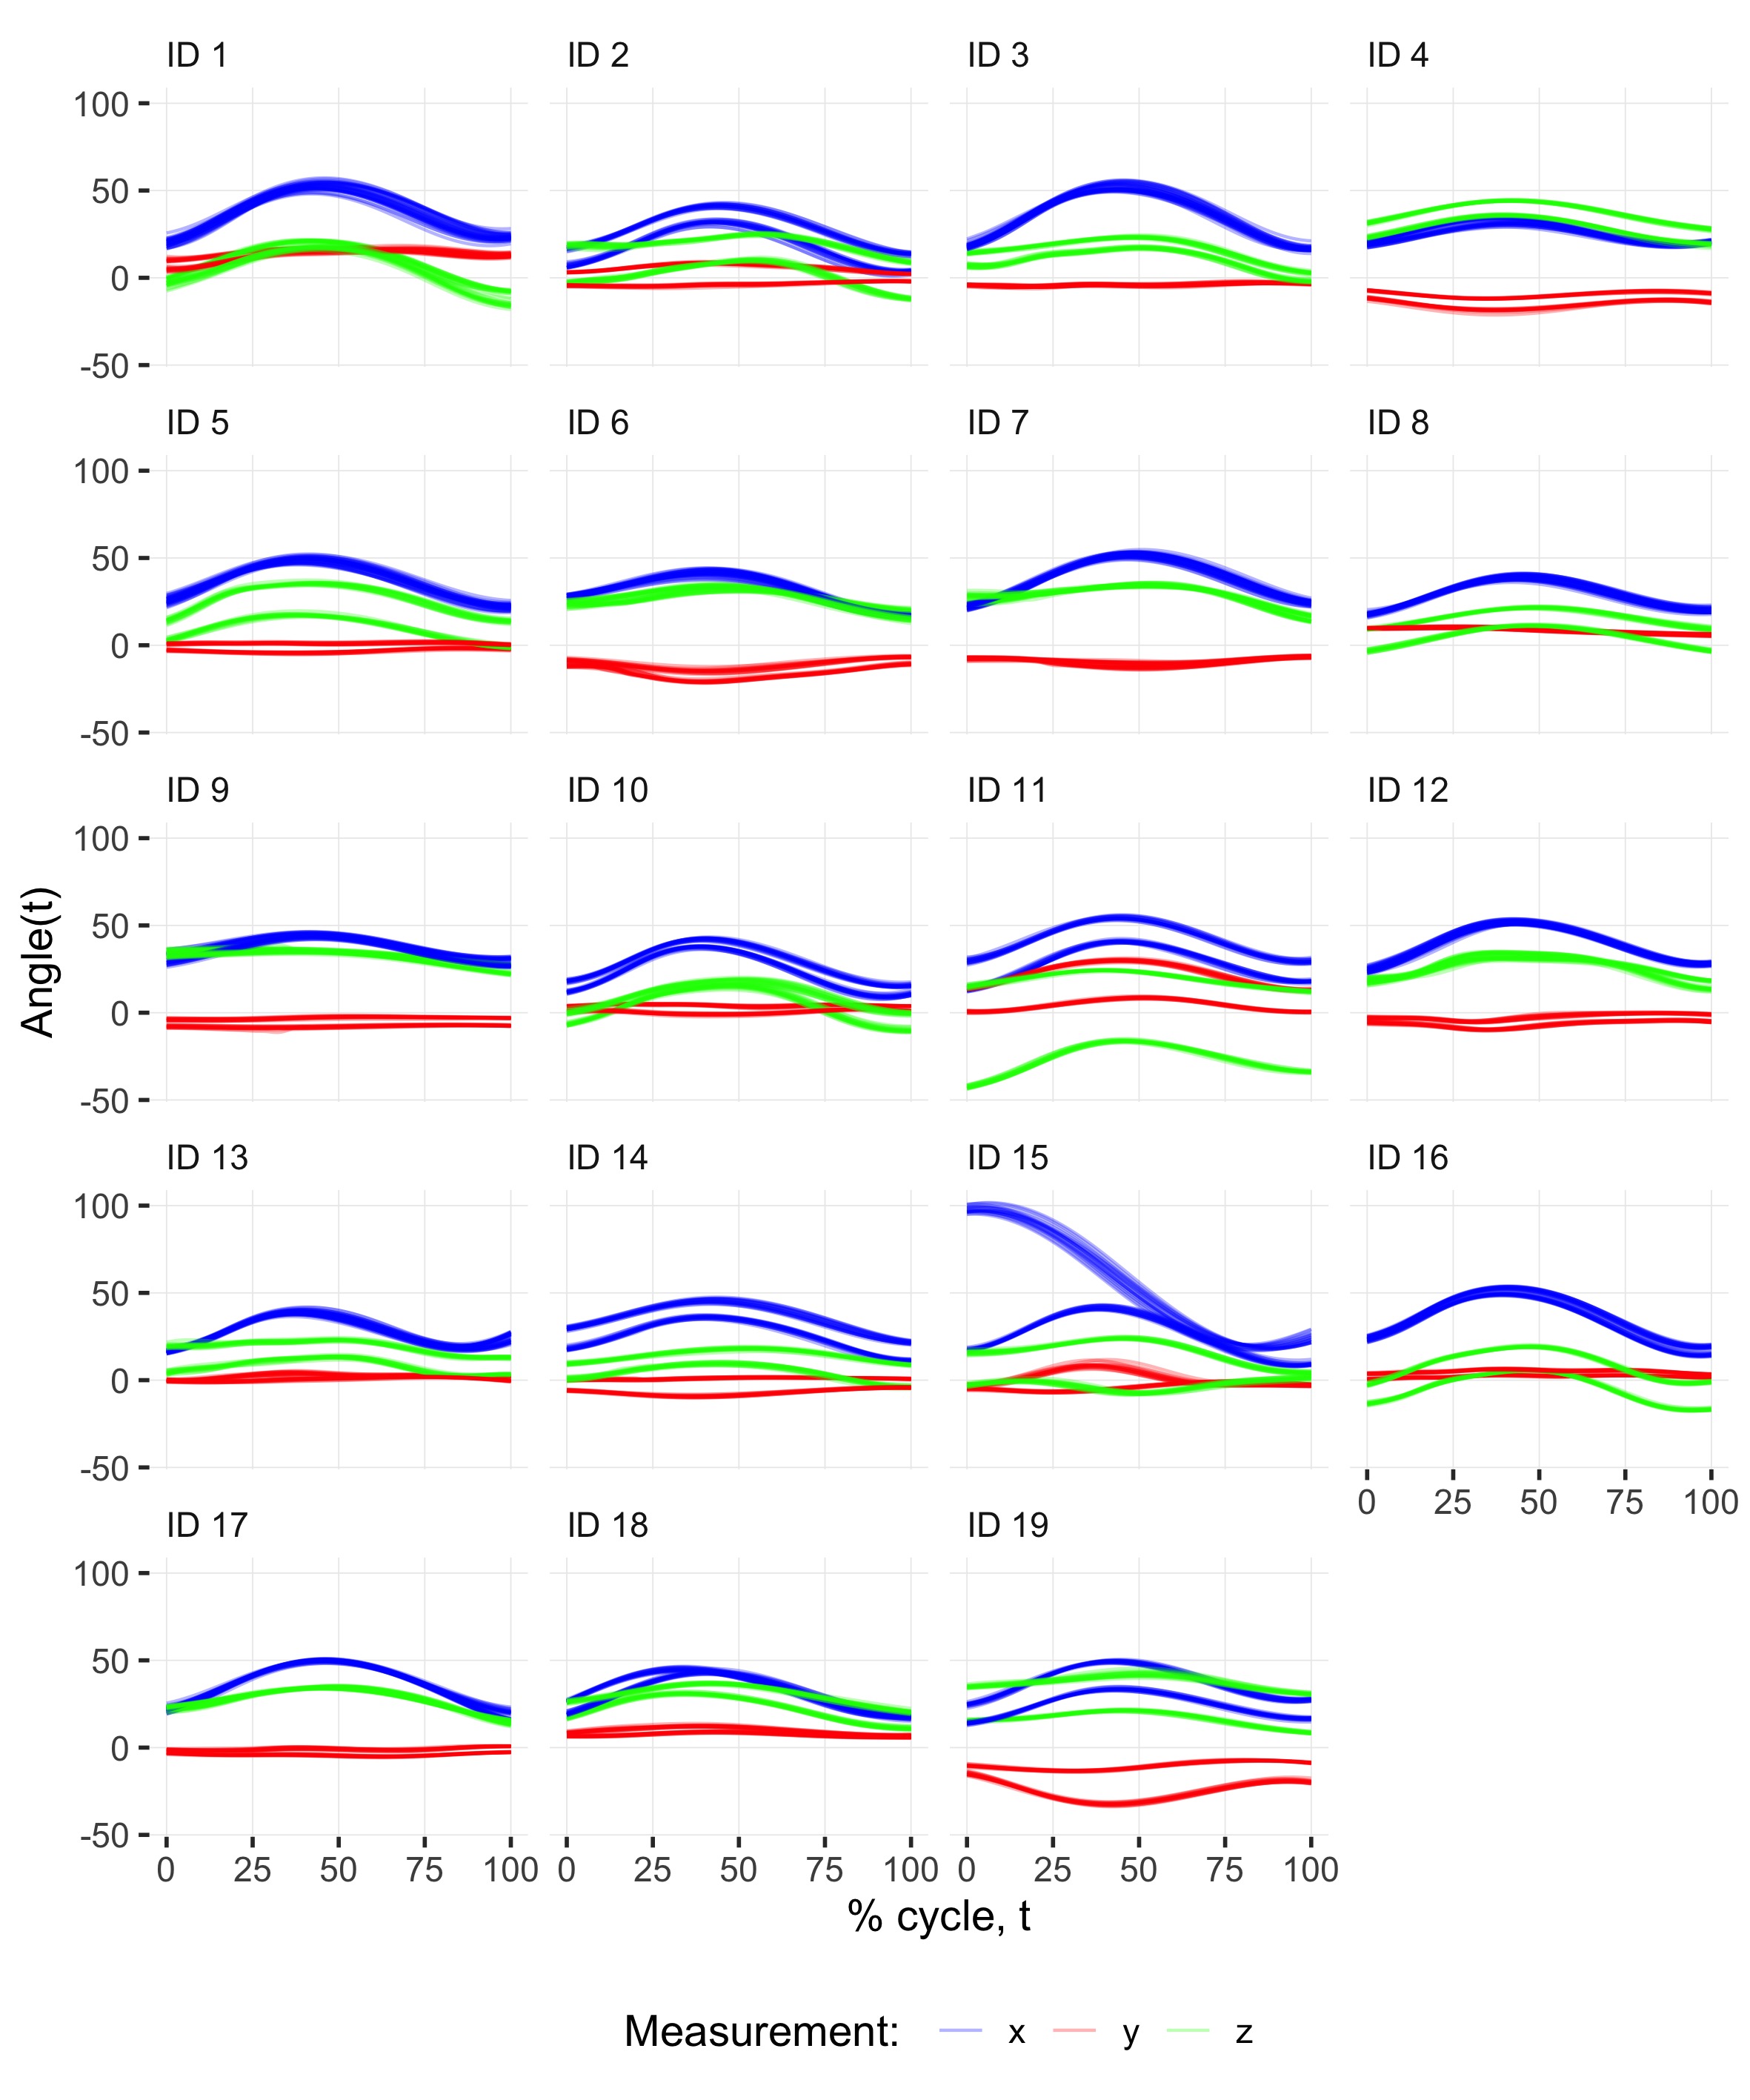 ID 1 ID 2 ID 3 ID 4
100
50
0
-50
ID 5 ID 6 ID 7 ID 8
100
50
0
-50
ID 9 ID 10 ID 11 ID 12
100
50
0
-50
Angle(t)
ID 13 ID 14 ID 15 ID 16
100
50
0
-50
0 25 50 75 100
ID 17 ID 18 ID 19
100
50
0
-50
0 25 50 75 100 0 25 50 75 100 0 25 50 75 100
% cycle, t
Measurement: x y z